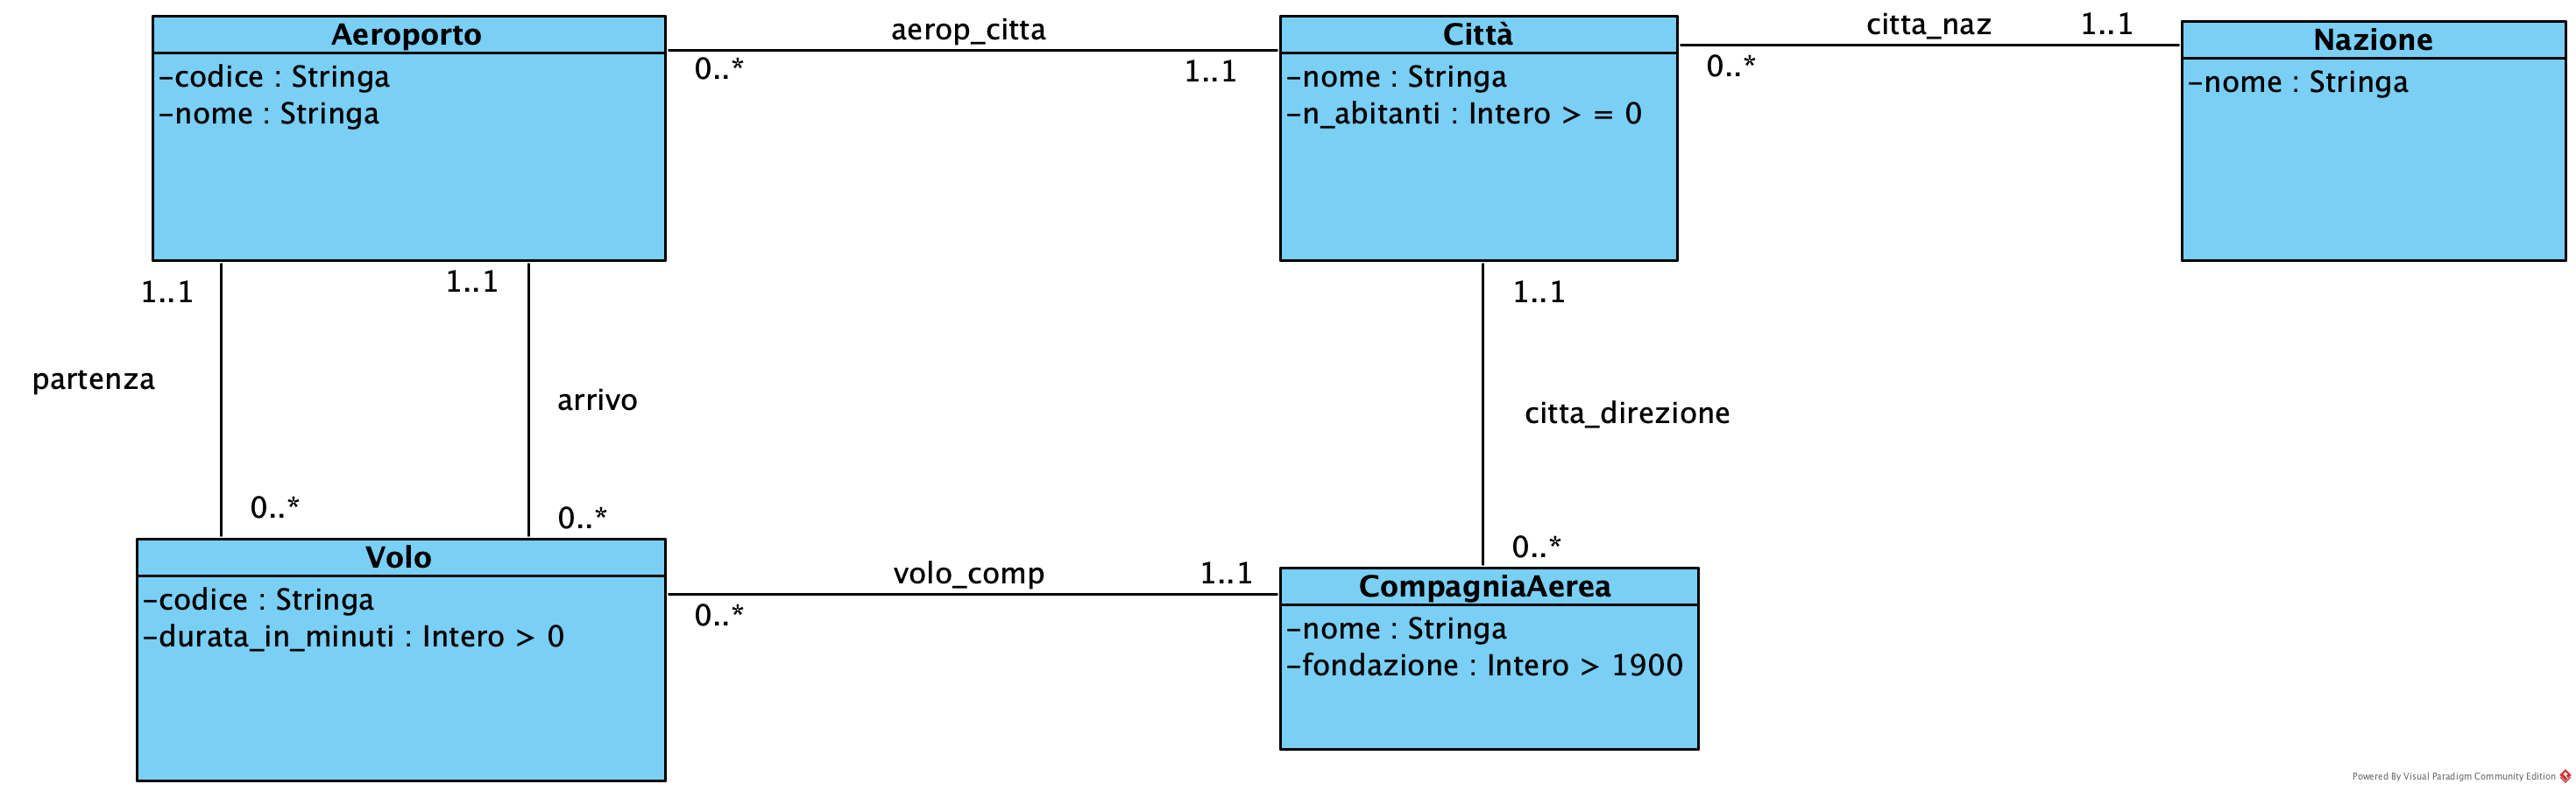 Aeroporto
-codice : Stringa
-nome : Stringa
aerop_citta
0..*
1..1
Città
-nome : Stringa
-n_abitanti : Intero > = 0
citta_naz
0..*
1..1
Nazione
-nome : Stringa
1..1
1..1
1..1
partenza
arrivo
citta_direzione
0..*
0..*
0..*
Volo
-codice : Stringa
-durata_in_minuti : Intero > 0
volo_comp
0..*
1..1
CompagniaAerea
-nome : Stringa
-fondazione : Intero > 1900
Powered By Visual Paradigm Community Edition